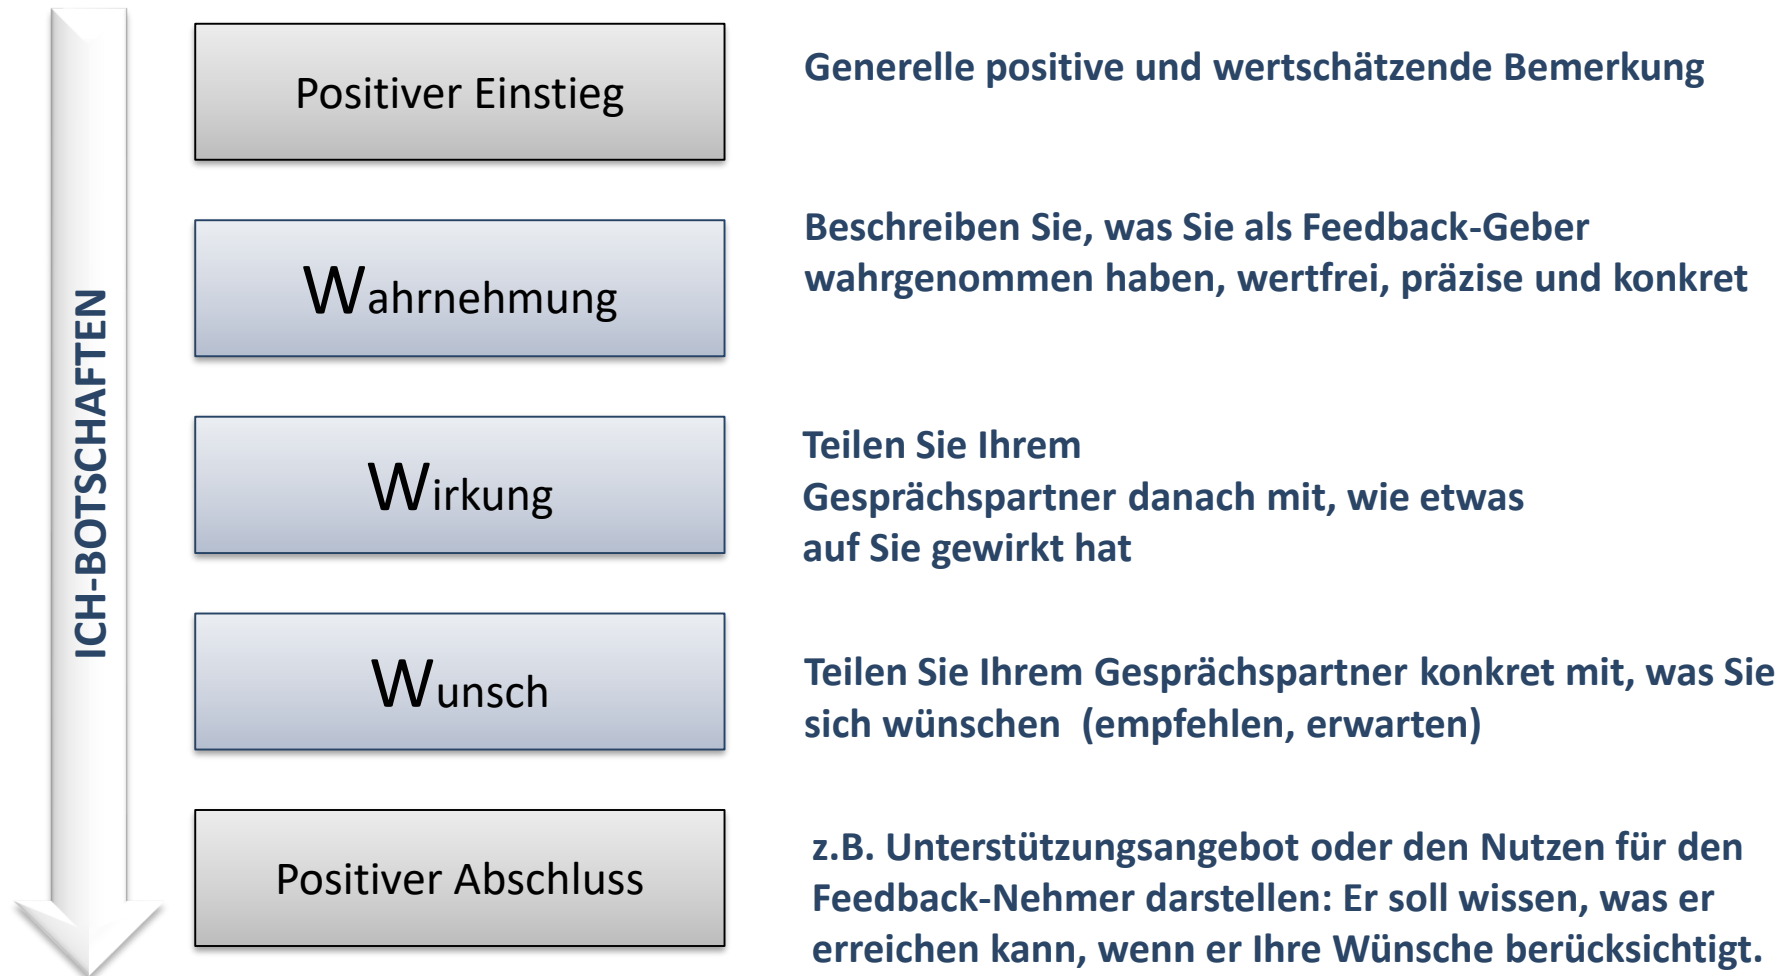 Positiver Einstieg
Generelle positive und wertschätzende Bemerkung
Wahrnehmung
Beschreiben Sie, was Sie als Feedback-Geber
wahrgenommen haben, wertfrei, präzise und konkret
Wirkung
Teilen Sie Ihrem
Gesprächspartner danach mit, wie etwas
auf Sie gewirkt hat
Wunsch
Teilen Sie Ihrem Gesprächspartner konkret mit, was Sie
sich wünschen (empfehlen, erwarten)
Positiver Abschluss
z.B. Unterstützungsangebot oder den Nutzen für den
Feedback-Nehmer darstellen: Er soll wissen, was er
erreichen kann, wenn er Ihre Wünsche berücksichtigt.
ICH-BOTSCHAFTEN